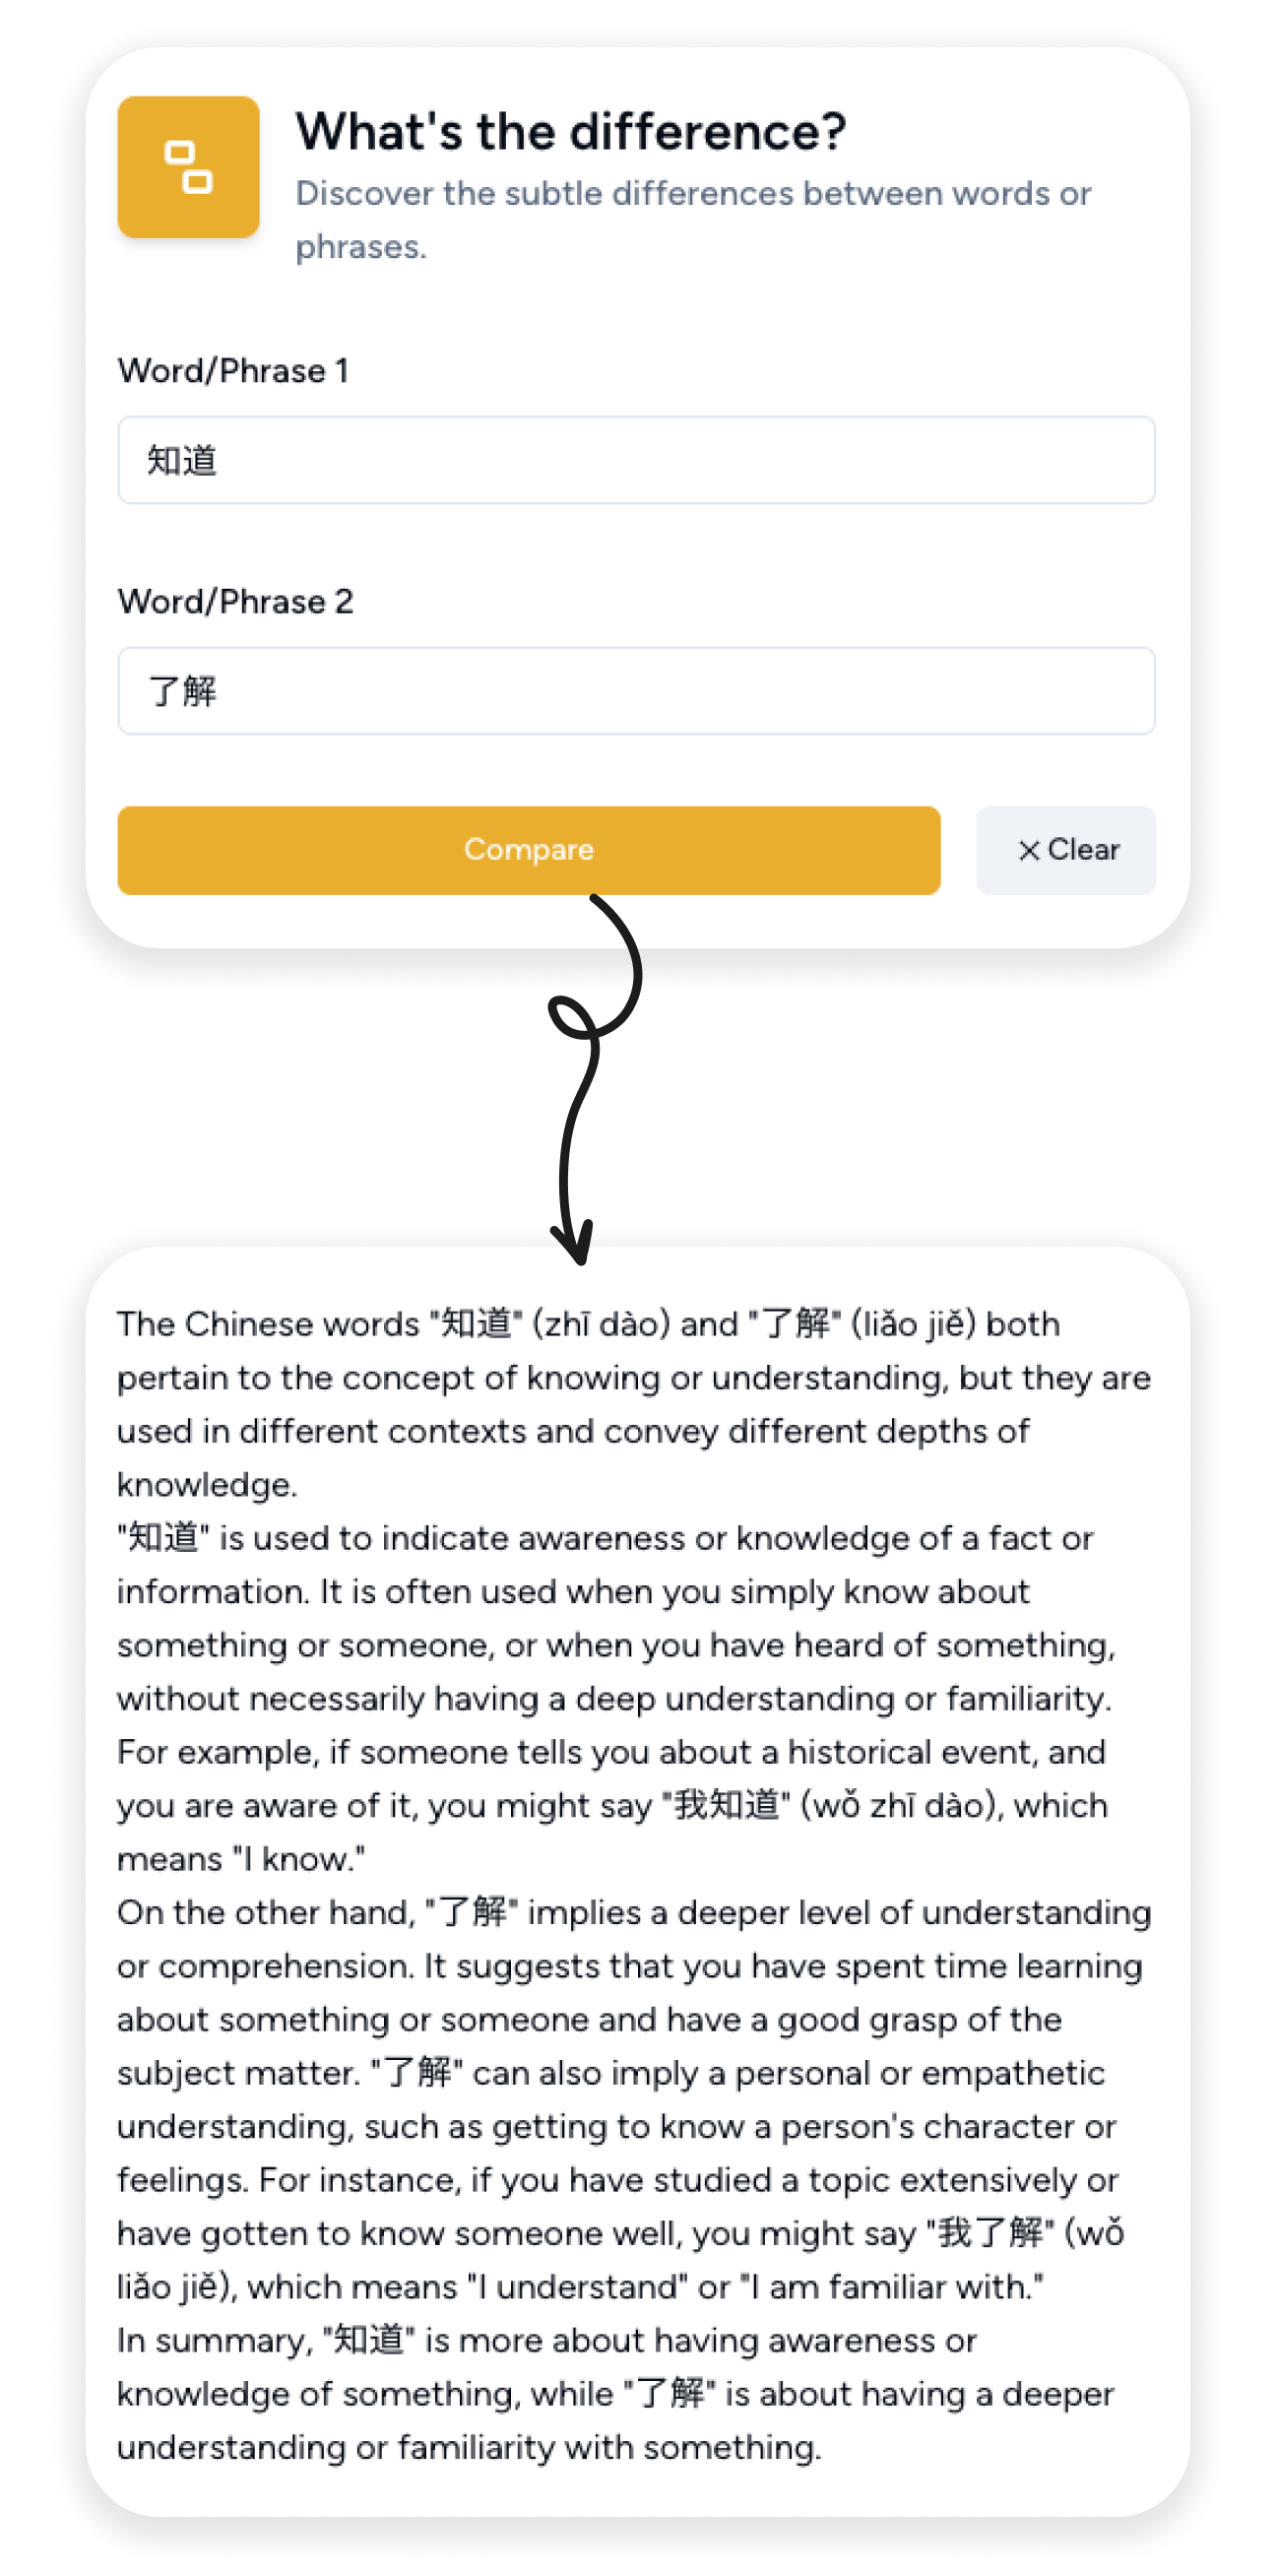 What's the difference?
Discover the subtle differences between words or
phrases.
Word/Phrase 1
知道
Word/Phrase 2
了解
Compare
Clear
The Chinese words "知道" (zhī dào) and "了解" (liǎo jiě) both
pertain to the concept of knowing or understanding, but they are
used in different contexts and convey different depths of
knowledge.
"知道" is used to indicate awareness or knowledge of a fact or
information. It is often used when you simply know about
something or someone, or when you have heard of something,
without necessarily having a deep understanding or familiarity.
For example, if someone tells you about a historical event, and
you are aware of it, you might say "我知道" (wǒ zhī dào), which
means "I know."
On the other hand, "了解" implies a deeper level of understanding
or comprehension. It suggests that you have spent time learning
about something or someone and have a good grasp of the
subject matter. "了解" can also imply a personal or empathetic
understanding, such as getting to know a person's character or
feelings. For instance, if you have studied a topic extensively or
have gotten to know someone well, you might say "我了解" (wǒ
liǎo jiě), which means "I understand" or "I am familiar with."
In summary, "知道" is more about having awareness or
knowledge of something, while "了解" is about having a deeper
understanding or familiarity with something.